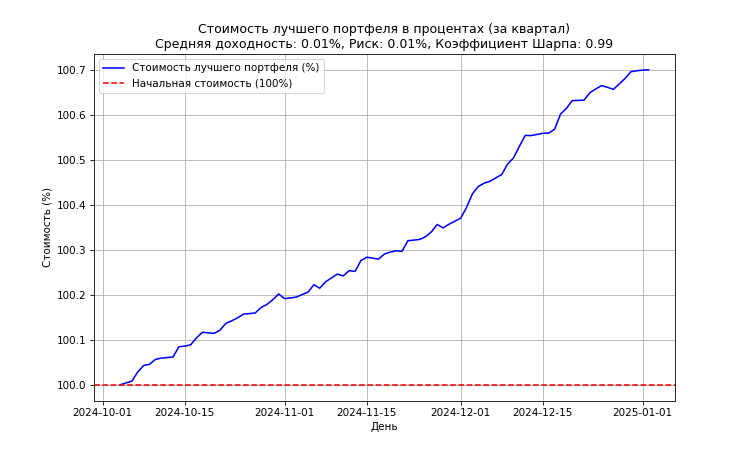 Стоимость лучшего портфеля в процентах (за квартал)
Средняя доходность: 0.01%, Риск: 0.01%, Коэффициент Шарпа: 0.99
Стоимость лучшего портфеля (%)
Начальная стоимость (100%)
Стоимость (%)
100.7
100.6
100.5
100.4
100.3
100.2
100.1
100.0
2024-10-01
2024-10-15
2024-11-01
2024-11-15
2024-12-01
2024-12-15
2025-01-01
День